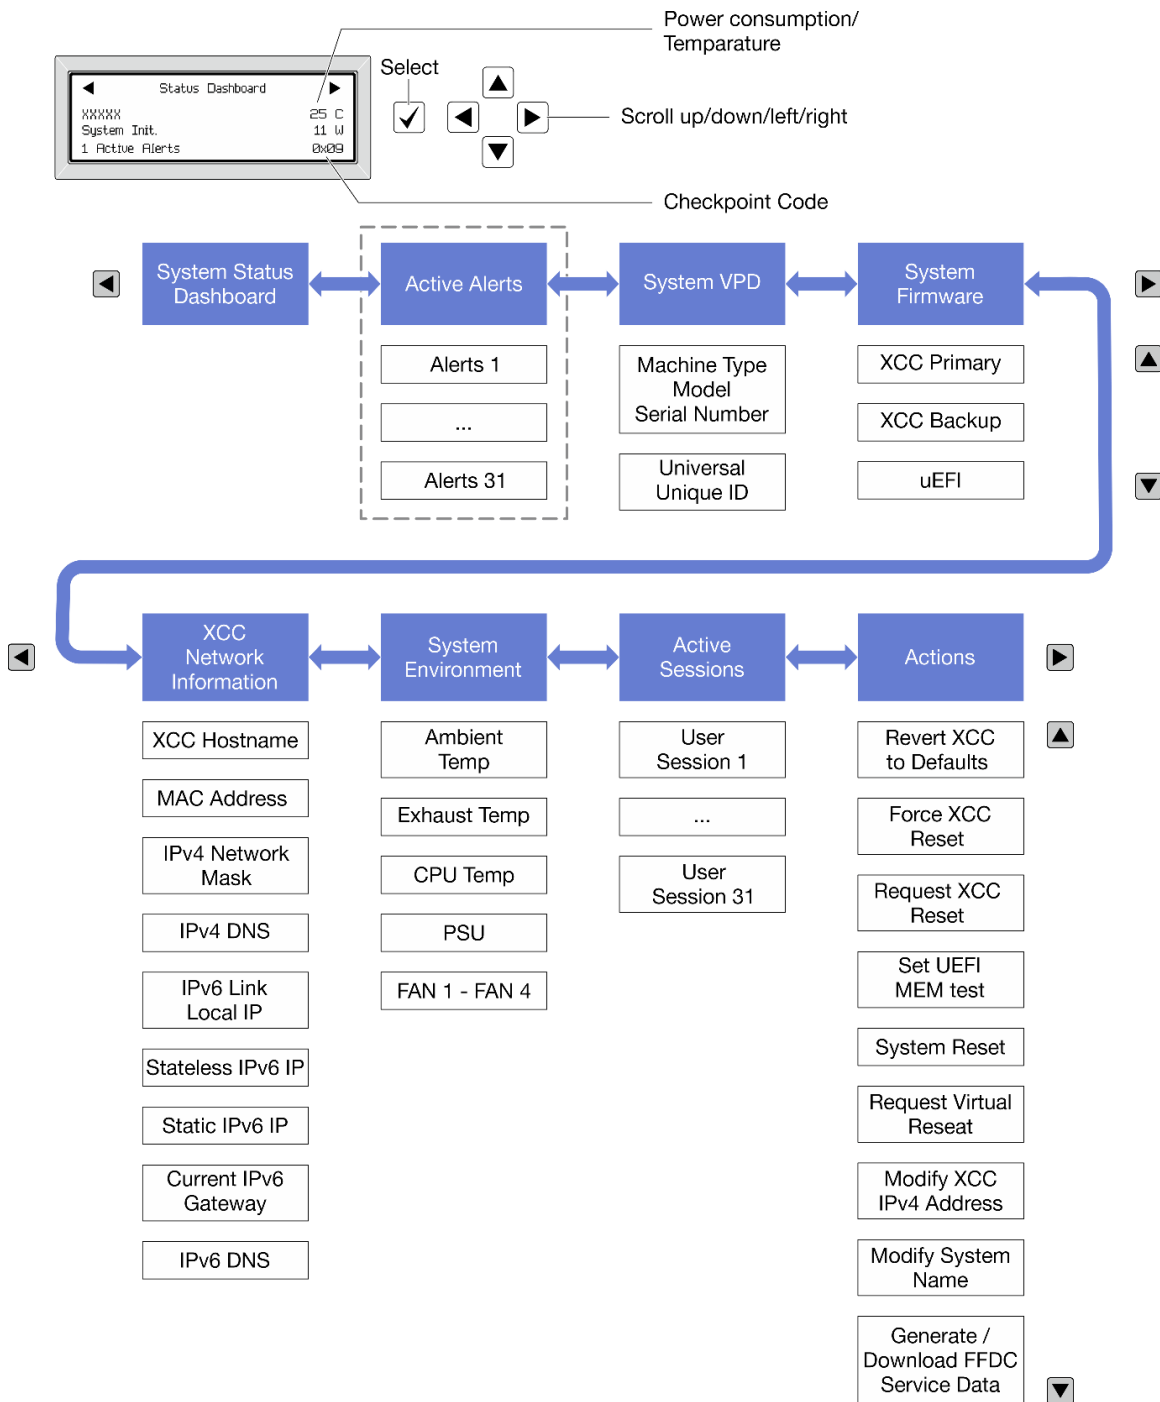 Power consumption/
Temparature
Select
Status Dashboard
XXXXX 25 C
System Init. 11 W
1 Active Alerts 0x09
Scroll up/down/left/right
Checkpoint Code
System Status
Dashboard
Active Alerts
Alerts 1
...
Alerts 31
System VPD
Machine Type
Model
Serial Number
Universal
Unique ID
System
Firmware
XCC Primary
XCC Backup
uEFI
XCC
Network
Information
XCC Hostname
MAC Address
IPv4 Network
Mask
IPv4 DNS
IPv6 Link
Local IP
Stateless IPv6 IP
Static IPv6 IP
Current IPv6
Gateway
IPv6 DNS
System
Environment
Ambient
Temp
Exhaust Temp
CPU Temp
PSU
FAN 1 - FAN 4
Active
Sessions
User
Session 1
...
User
Session 31
Actions
Revert XCC
to Defaults
Force XCC
Reset
Request XCC
Reset
Set UEFI
MEM test
System Reset
Request Virtual
Reseat
Modify XCC
IPv4 Address
Modify System
Name
Generate /
Download FFDC
Service Data